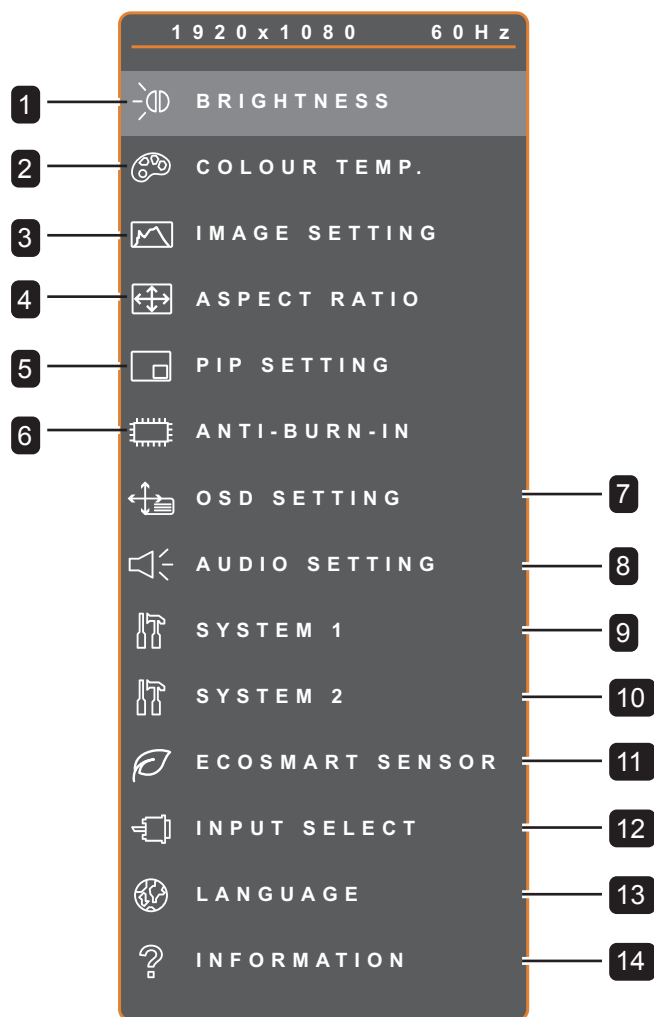 1920x1080 60Hz
1 BRIGHTNESS
2 COLOUR TEMP.
3 IMAGE SETTING
4 ASPECT RATIO
5 PIP SETTING
6 ANTI-BURN-IN
OSD SETTING 7
AUDIO SETTING 8
SYSTEM 1 9
SYSTEM 2 10
ECOSMART SENSOR 11
INPUT SELECT 12
LANGUAGE 13
INFORMATION 14